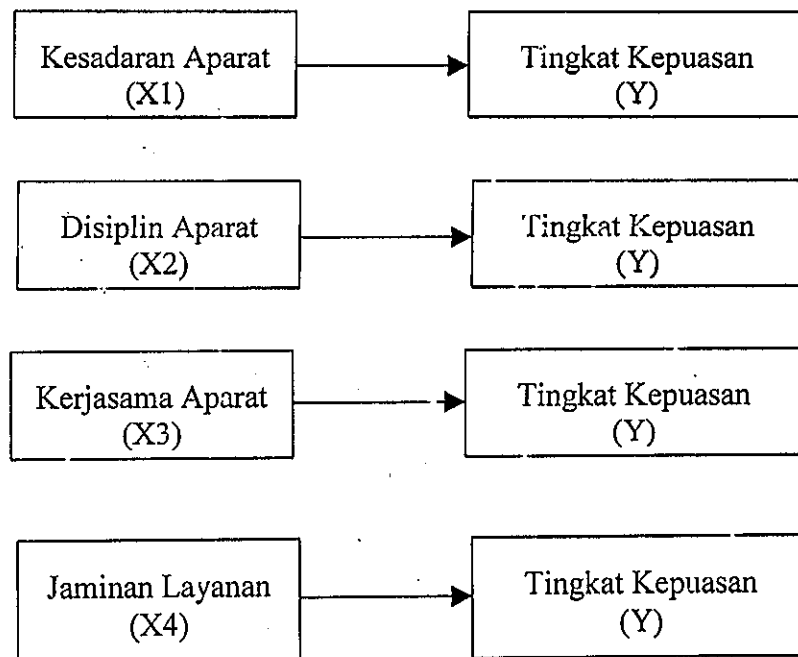 Kesadaran Aparat
(X1)
Tingkat Kepuasan
(Y)
Disiplin Aparat
(X2)
Tingkat Kepuasan
(Y)
Kerjasama Aparat
(X3)
Tingkat Kepuasan
(Y)
Jaminan Layanan
(X4)
Tingkat Kepuasan
(Y)